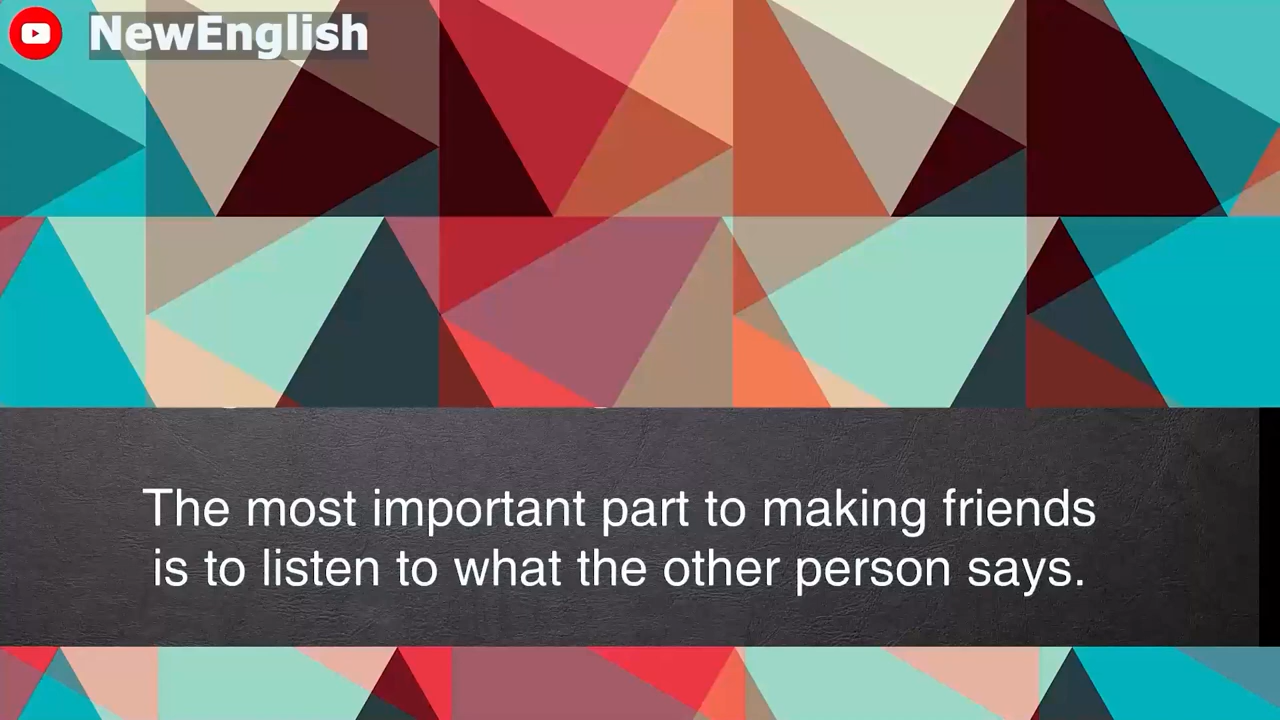 NewEnglish
The most important part to making friends
is to listen to what the other person says.